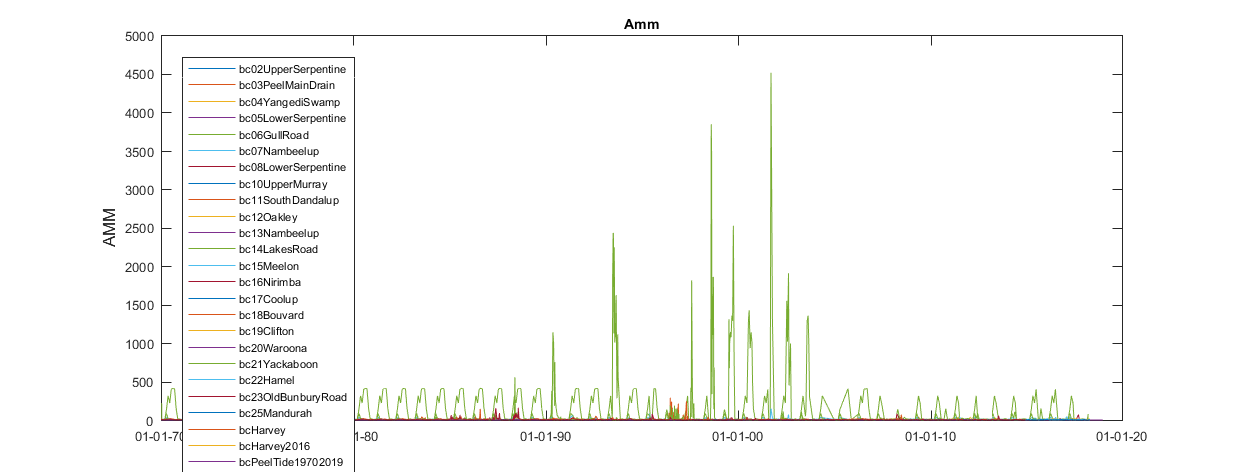 Amm
5000
4500
4000
3500
3000
2500
2000
1500
1000
500
0
AMM
bc02UpperSerpentine
bc03PeelMainDrain
bc04YangediSwamp
bc05LowerSerpentine
bc06GullRoad
bc07Nambeelup
bc08LowerSerpentine
bc10UpperMurray
bc11SouthDandalup
bc12Oakley
bc13Nambeelup
bc14LakesRoad
bc15Meelon
bc16Nirimba
bc17Coolup
bc18Bouvard
bc19Clifton
bc20Waroona
bc21Yackaboon
bc22Hamel
bc23OldBunburyRoad
bc25Mandurah
bcHarvey
bcHarvey2016
bcPeelTide19702019
01-01-70 1-80 01-01-90 01-01-00 01-01-10 01-01-20